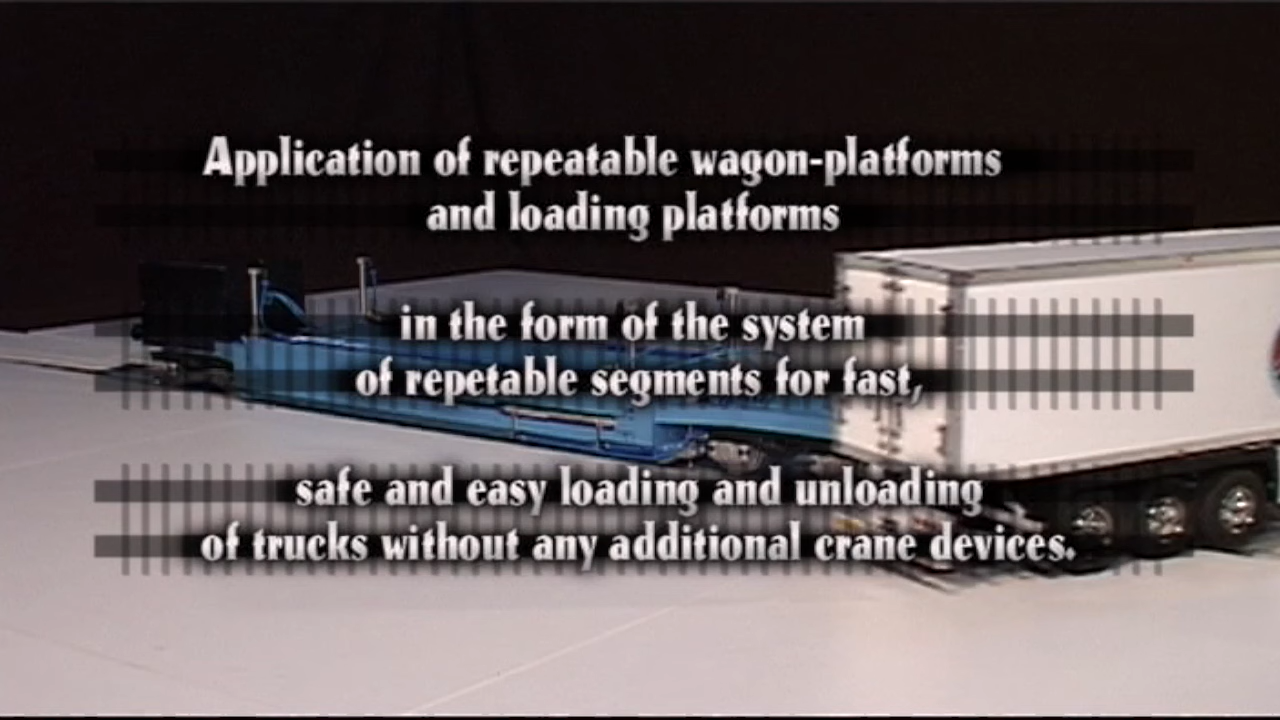 Application of repeatable wagon-platforms
and loading platforms
in the form of the system
of repetable segments for fast,
safe and easy loading and unloading
of trucks without any additional crane devices.